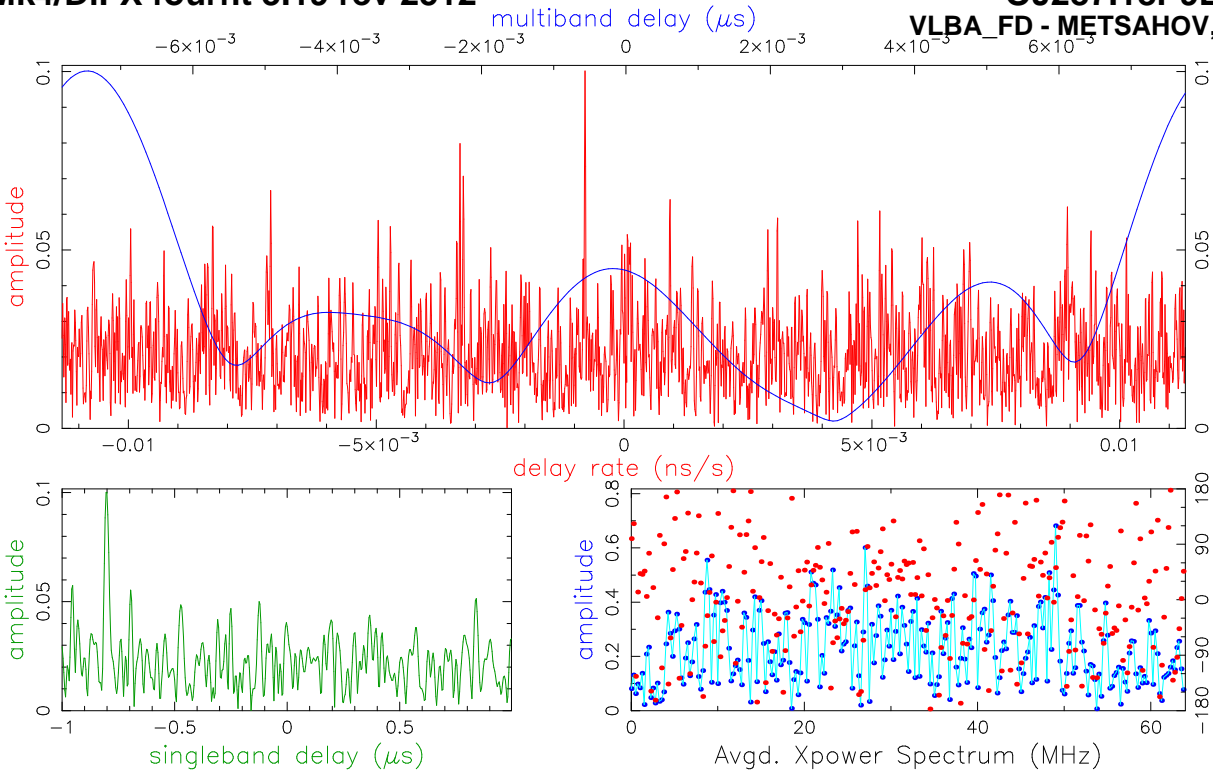 multiband delay (μs)
VLBA_FD - METSAHOV,
−6×10⁻³ −4×10⁻³ −2×10⁻³ 0 2×10⁻³ 4×10⁻³ 6×10⁻³
amplitude
0 0.05 0.1
0 0.05 0.1
−0.01 −5×10⁻³ 0 5×10⁻³ 0.01
delay rate (ns/s)
amplitude
0 0.05 0.1
−1 −0.5 0 0.5
singleband delay (μs)
amplitude
0 0.2 0.4 0.6 0.8
−180 −90 0 90 180
0 20 40 60
Avgd. Xpower Spectrum (MHz)